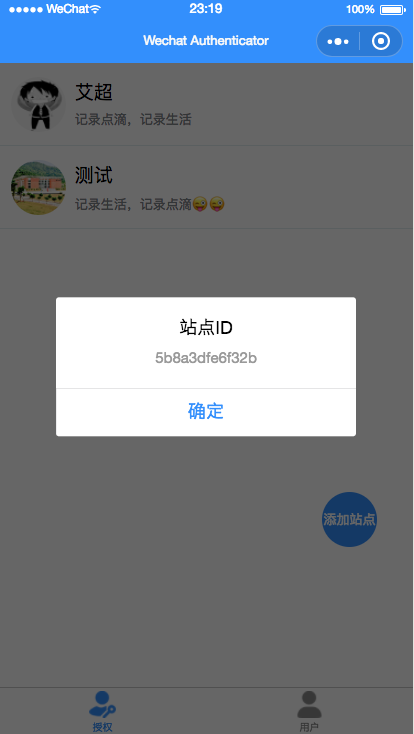 WeChat 23:19 100%
Wechat Authenticator
艾超
记录点滴，记录生活
测试
记录生活，记录点滴😜😜
站点ID
5b8a3dfe6f32b
确定
添加站点
授权 用户